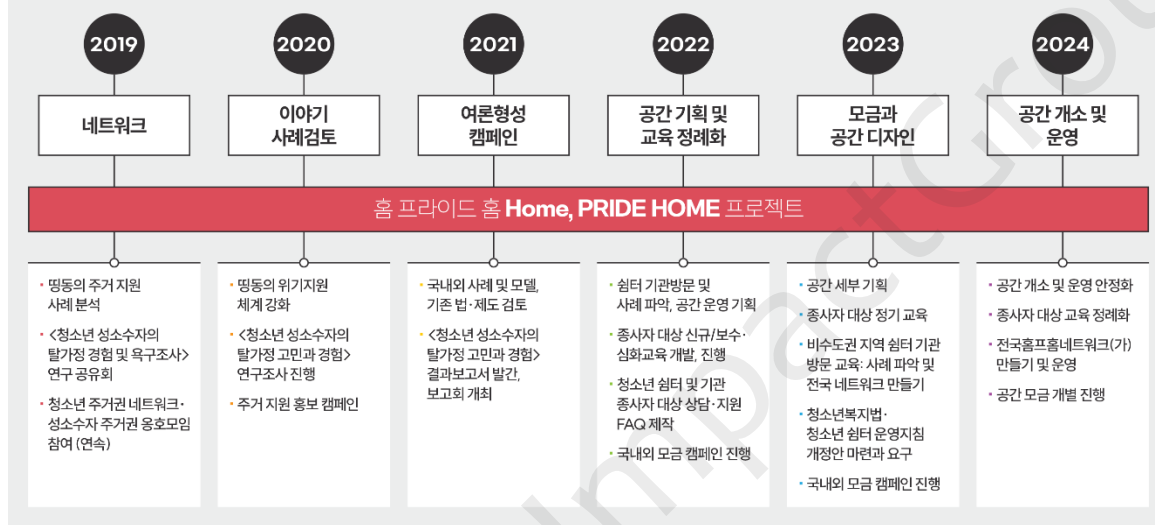 2019
네트워크
2020
이야기
사례검토
2021
여론형성
캠페인
2022
공간 기획 및
교육 정례화
2023
모금과
공간 디자인
2024
공간 개소 및
운영
홈 프라이드 홈 Home, PRIDE HOME 프로젝트
• 띵동의 주거 지원
사례 분석
• <청소년 성소수자의
탈가정 경험 및 욕구조사>
연구 공유회
• 청소년 주거권 네트워크·
성소수자 주거권 옹호모임
참여 (연속)
• 띵동의 위기지원
체계 강화
• <청소년 성소수자의
탈가정 고민과 경험>
연구조사 진행
• 주거 지원 홍보 캠페인
• 국내외 사례 및 모델,
기존 법·제도 검토
• <청소년 성소수자의
탈가정 고민과 경험>
결과보고서 발간,
보고회 개최
• 쉼터 기관방문 및
사례 파악, 공간 운영 기획
• 종사자 대상 신규/보수·
심화교육 개발, 진행
• 청소년 쉼터 및 기관
종사자 대상 상담·지원
FAQ 제작
• 국내외 모금 캠페인 진행
• 공간 세부 기획
• 종사자 대상 정기 교육
• 비수도권 지역 쉼터 기관
방문 교육: 사례 파악 및
전국 네트워크 만들기
• 청소년복지법·
청소년 쉼터 운영지침
개정안 마련과 요구
• 국내외 모금 캠페인 진행
• 공간 개소 및 운영 안정화
• 종사자 대상 교육 정례화
• 전국홈프홈네트워크(가)
만들기 및 운영
• 공간 모금 개별 진행
ImpactGrou